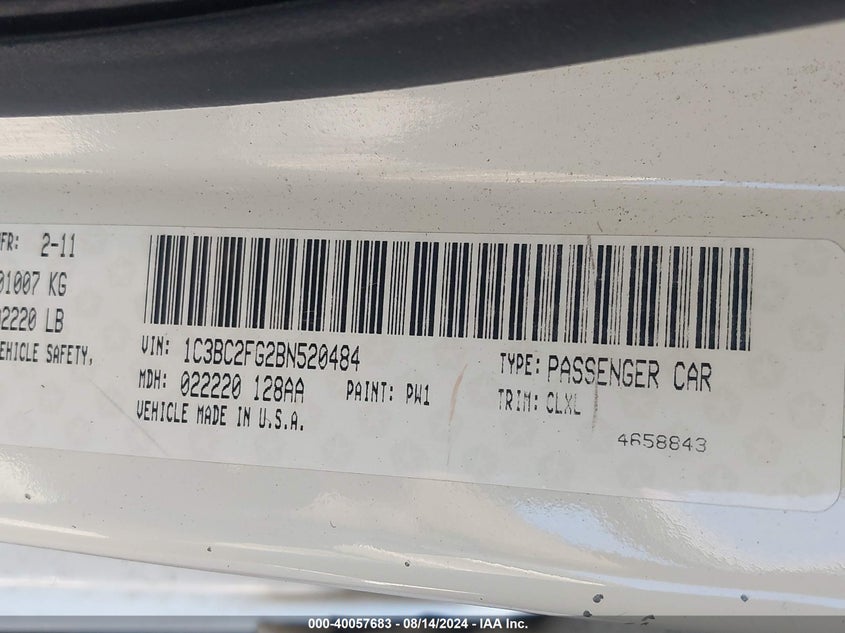 FR: 2-11
01007 KG
02220 LB
EHICLE SAFETY,
VIN: 1C3BC2FG2BN520484
TYPE: PASSENGER CAR
MDH: 022220 128AA
PAINT: PW1
TRIM: CLXL
VEHICLE MADE IN U.S.A.
4658843
000-40057683 - 08/14/2024 - IAA Inc.